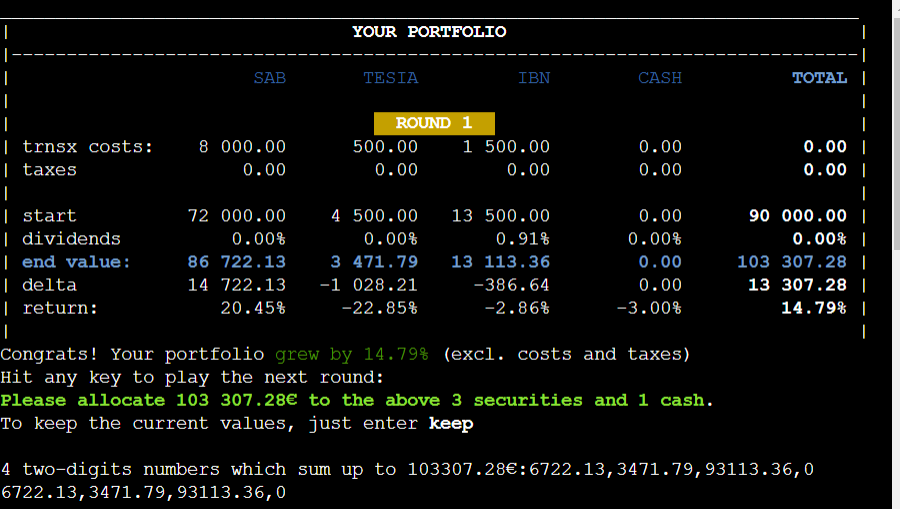 YOUR PORTFOLIO
SAB TESIA IBN CASH TOTAL
ROUND 1
trnsx costs: 8 000.00 500.00 1 500.00 0.00 0.00
taxes 0.00 0.00 0.00 0.00 0.00
start 72 000.00 4 500.00 13 500.00 0.00 90 000.00
dividends 0.00% 0.00% 0.91% 0.00% 0.00%
end value: 86 722.13 3 471.79 13 113.36 0.00 103 307.28
delta 14 722.13 -1 028.21 -386.64 0.00 13 307.28
return: 20.45% -22.85% -2.86% -3.00% 14.79%
Congrats! Your portfolio grew by 14.79% (excl. costs and taxes)
Hit any key to play the next round:
Please allocate 103 307.28€ to the above 3 securities and 1 cash.
To keep the current values, just enter keep
4 two-digits numbers which sum up to 103307.28€:6722.13,3471.79,93113.36,0
6722.13,3471.79,93113.36,0